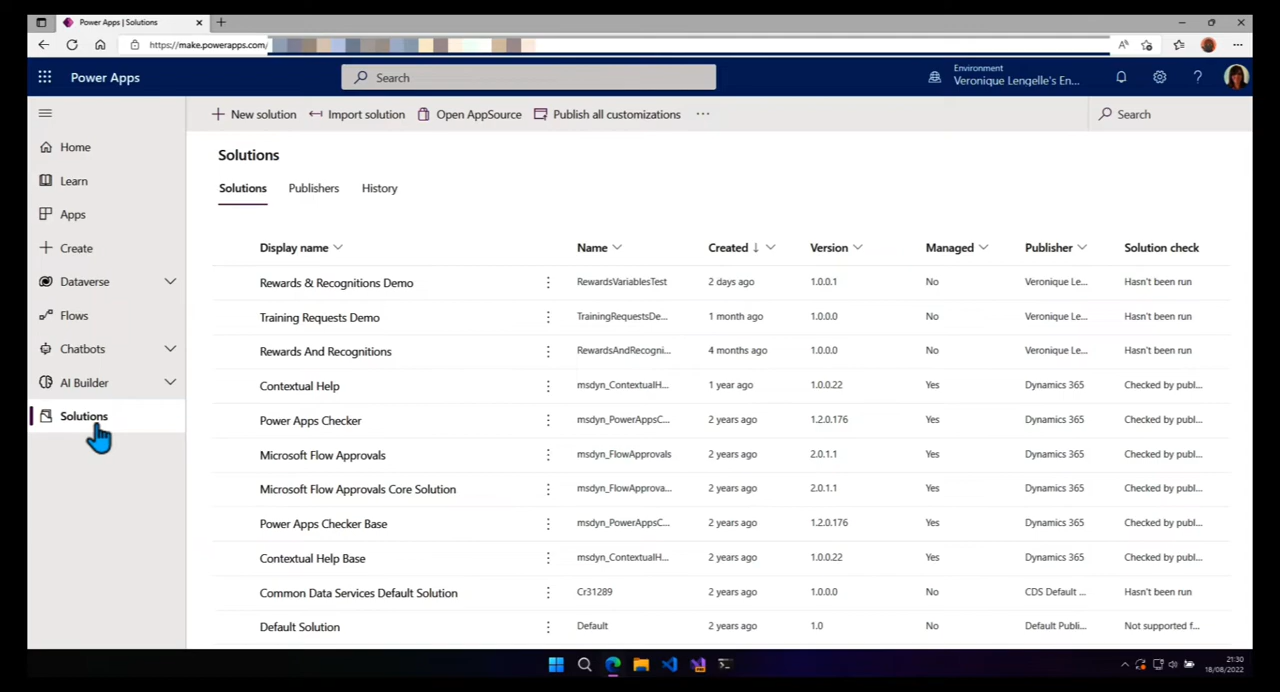 Power Apps | Solutions
https://make.powerapps.com/
Power Apps
Search
Environment
Veronique Lengelle's En...
New solution
Import solution
Open AppSource
Publish all customizations
Search
Home
Learn
Apps
Create
Dataverse
Flows
Chatbots
AI Builder
Solutions
Solutions
Solutions Publishers History
Display name Name Created Version Managed Publisher Solution check
Rewards & Recognitions Demo RewardsVariablesTest 2 days ago 1.0.0.1 No Veronique Le... Hasn't been run
Training Requests Demo TrainingRequestsDe... 1 month ago 1.0.0.0 No Veronique Le... Hasn't been run
Rewards And Recognitions RewardsAndRecogni... 4 months ago 1.0.0.0 No Veronique Le... Hasn't been run
Contextual Help msdyn_ContextualH... 1 year ago 1.0.0.22 Yes Dynamics 365 Checked by publ...
Power Apps Checker msdyn_PowerAppsC... 2 years ago 1.2.0.176 Yes Dynamics 365 Checked by publ...
Microsoft Flow Approvals msdyn_FlowApprovals 2 years ago 2.0.1.1 Yes Dynamics 365 Checked by publ...
Microsoft Flow Approvals Core Solution msdyn_FlowApprova... 2 years ago 2.0.1.1 Yes Dynamics 365 Checked by publ...
Power Apps Checker Base msdyn_PowerAppsC... 2 years ago 1.2.0.176 Yes Dynamics 365 Checked by publ...
Contextual Help Base msdyn_ContextualH... 2 years ago 1.0.0.22 Yes Dynamics 365 Checked by publ...
Common Data Services Default Solution Cr31289 2 years ago 1.0.0.0 No CDS Default ... Hasn't been run
Default Solution Default 2 years ago 1.0 No Default Publi... Not supported f...
21:30
18/08/2022